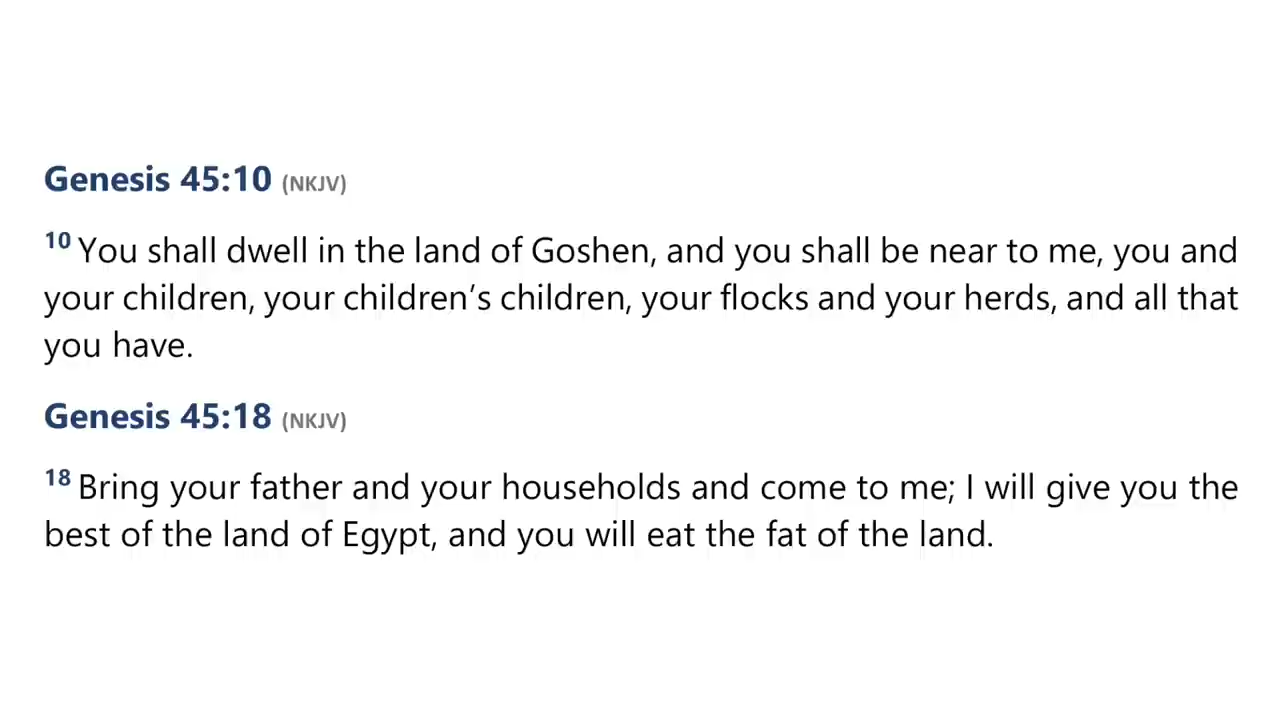 Genesis 45:10 (NKJV)
10 You shall dwell in the land of Goshen, and you shall be near to me, you and
your children, your children’s children, your flocks and your herds, and all that
you have.
Genesis 45:18 (NKJV)
18 Bring your father and your households and come to me; I will give you the
best of the land of Egypt, and you will eat the fat of the land.